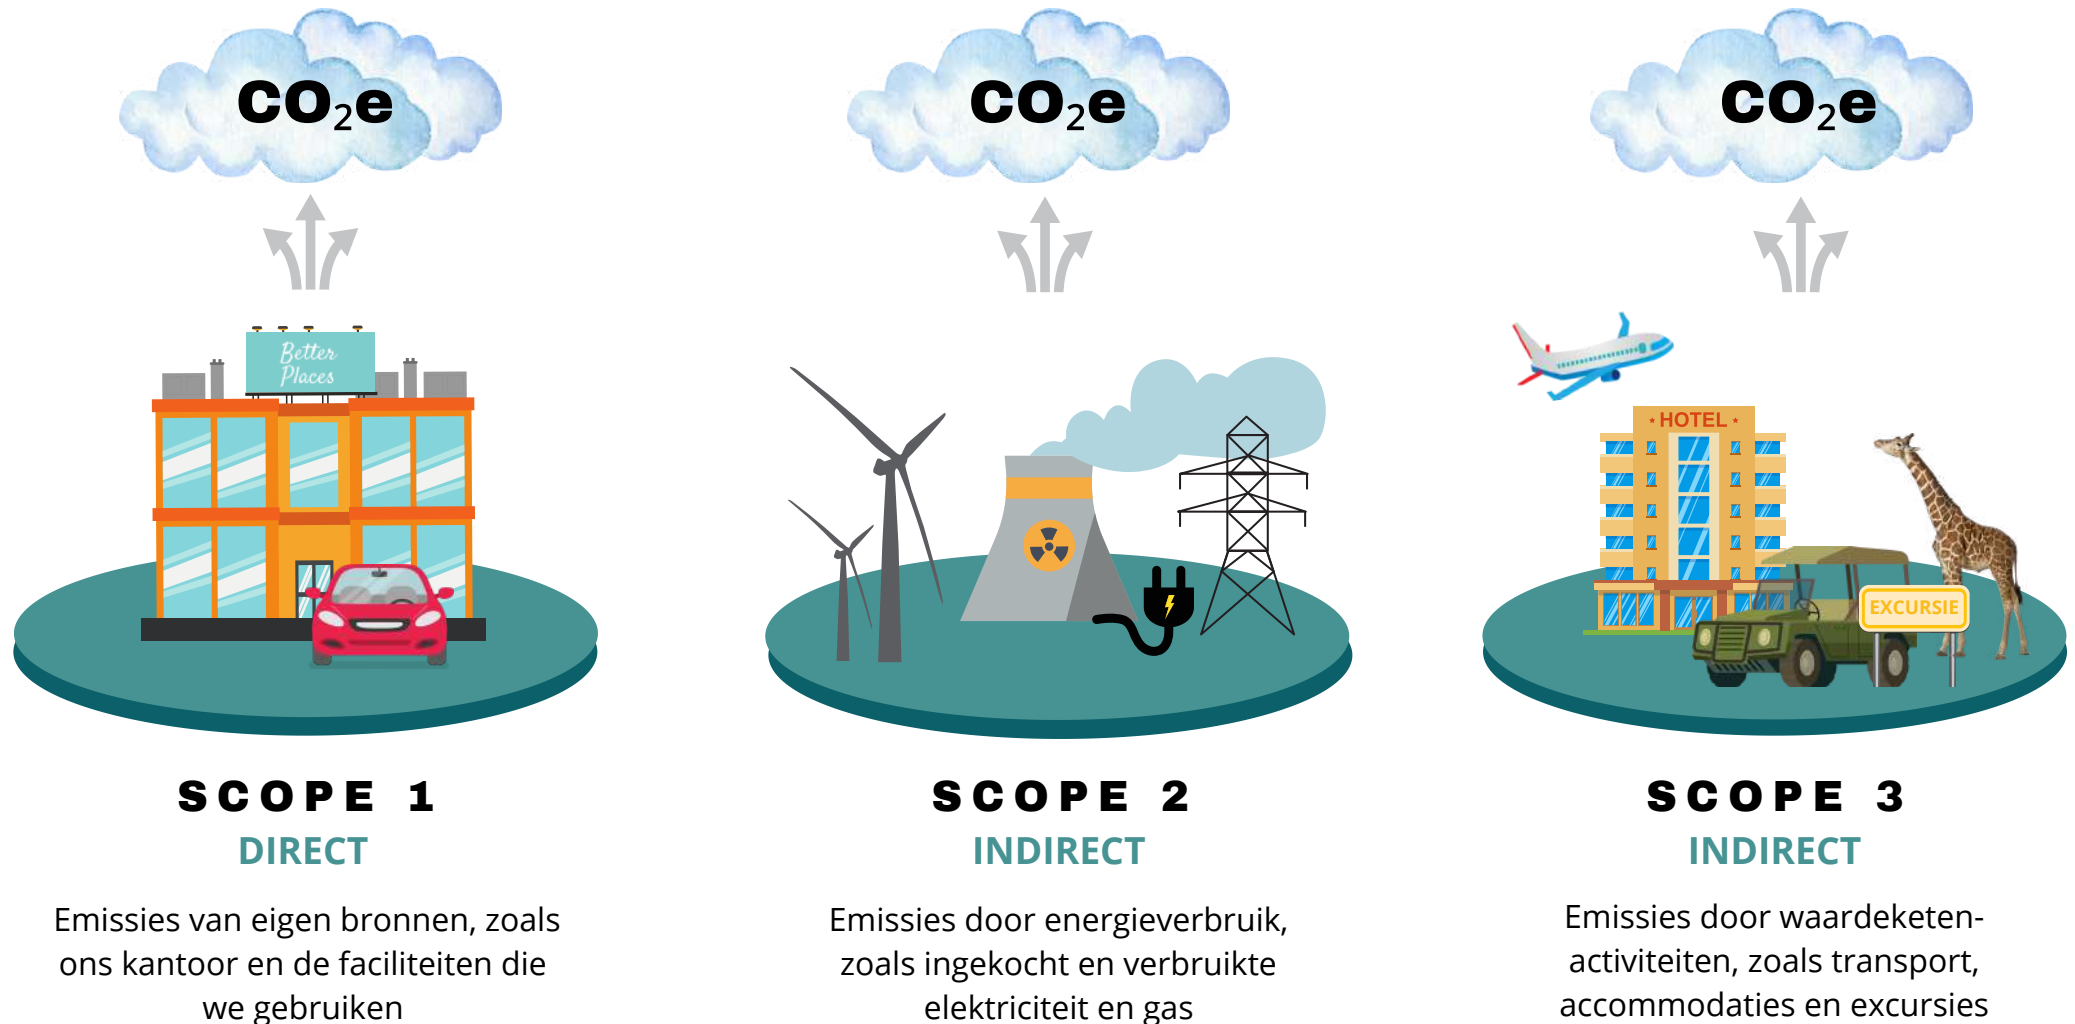 CO₂e
Better
Places
SCOPE 1
DIRECT
Emissies van eigen bronnen, zoals
ons kantoor en de faciliteiten die
we gebruiken
CO₂e
SCOPE 2
INDIRECT
Emissies door energieverbruik,
zoals ingekocht en verbruikte
elektriciteit en gas
CO₂e
HOTEL
EXCURSIE
SCOPE 3
INDIRECT
Emissies door waardeketen-
activiteiten, zoals transport,
accommodaties en excursies